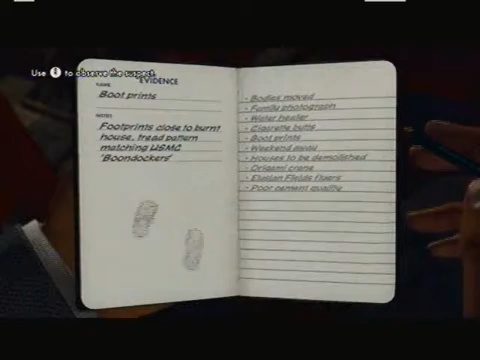 Use to observe the suspect.
EVIDENCE
NAME
Boot prints
NOTES
Footprints close to burnt
house, tread pattern
matching USMC
'Boondockers'
- Bodies moved
- Family photograph
- Water heater
- Cigarette butts
- Boot prints
- Weekend away
- Houses to be demolished
- Origami crane
- Elysian Fields flyers
- Poor cement quality